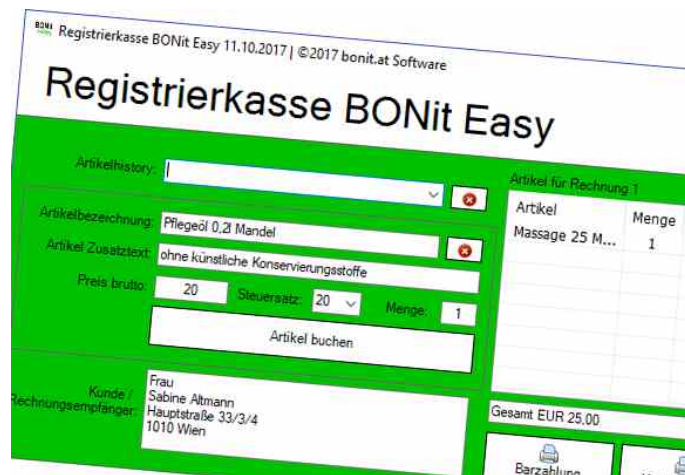 BONit
Registrierkasse BONit Easy 11.10.2017 | ©2017 bonit.at Software
Registrierkasse BONit Easy
Artikelhistory:
Artikelbezeichnung: Pflegeöl 0,2l Mandel
Artikel Zusatztext: ohne künstliche Konservierungsstoffe
Preis brutto: 20 Steuersatz: 20 Menge: 1
Artikel buchen
Kunde / Rechnungsempfänger:
Frau
Sabine Altmann
Hauptstraße 33/3/4
1010 Wien
Artikel für Rechnung 1
Artikel Menge
Massage 25 M... 1
Gesamt EUR 25,00
Barzahlung